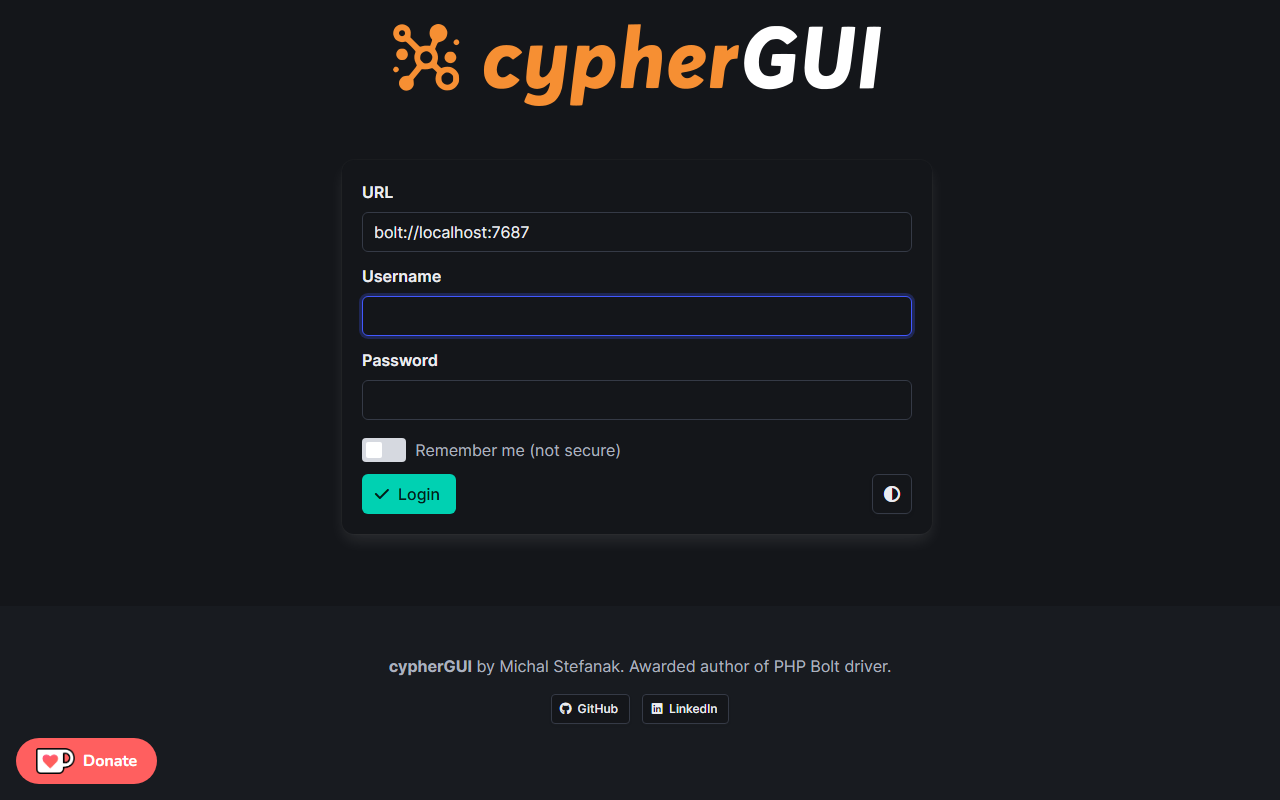 cypherGUI
URL
bolt://localhost:7687
Username
Password
Remember me (not secure)
Login
cypherGUI by Michal Stefanak. Awarded author of PHP Bolt driver.
GitHub
LinkedIn
Donate